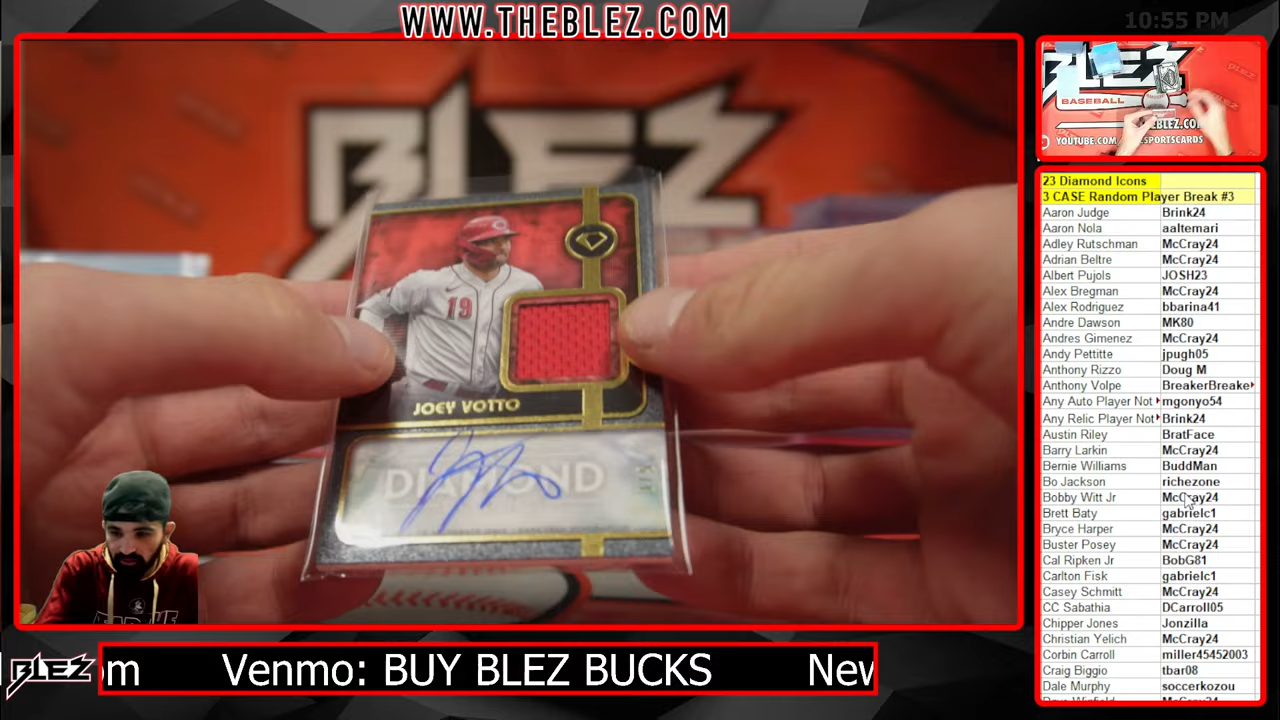 WWW.THEBLEZ.COM
10:55 PM
BLEZ
19
JOEY VOTTO
DIAMOND
BLEZ
BASEBALL
YOUTUBE.COM
23 Diamond Icons
3 CASE Random Player Break #3
Aaron Judge Brink24
Aaron Nola aaltemari
Adley Rutschman McCray24
Adrian Beltre McCray24
Albert Pujols JOSH23
Alex Bregman McCray24
Alex Rodriguez bbarina41
Andre Dawson MK80
Andres Gimenez McCray24
Andy Pettitte jpugh05
Anthony Rizzo Doug M
Anthony Volpe BreakerBreake
Any Auto Player Not mgonyo54
Any Relic Player Not Brink24
Austin Riley BratFace
Barry Larkin McCray24
Bernie Williams BuddMan
Bo Jackson richezone
Bobby Witt Jr McCray24
Brett Baty gabrielc1
Bryce Harper McCray24
Buster Posey McCray24
Cal Ripken Jr BobG81
Carlton Fisk gabrielc1
Casey Schmitt McCray24
CC Sabathia DCarroll05
Chipper Jones Jonzilla
Christian Yelich McCray24
Corbin Carroll miller45452003
Craig Biggio tbar08
Dale Murphy soccerkozou
Dave Winfield McCray24
BLEZ
om Venmo: BUY BLEZ BUCKS New